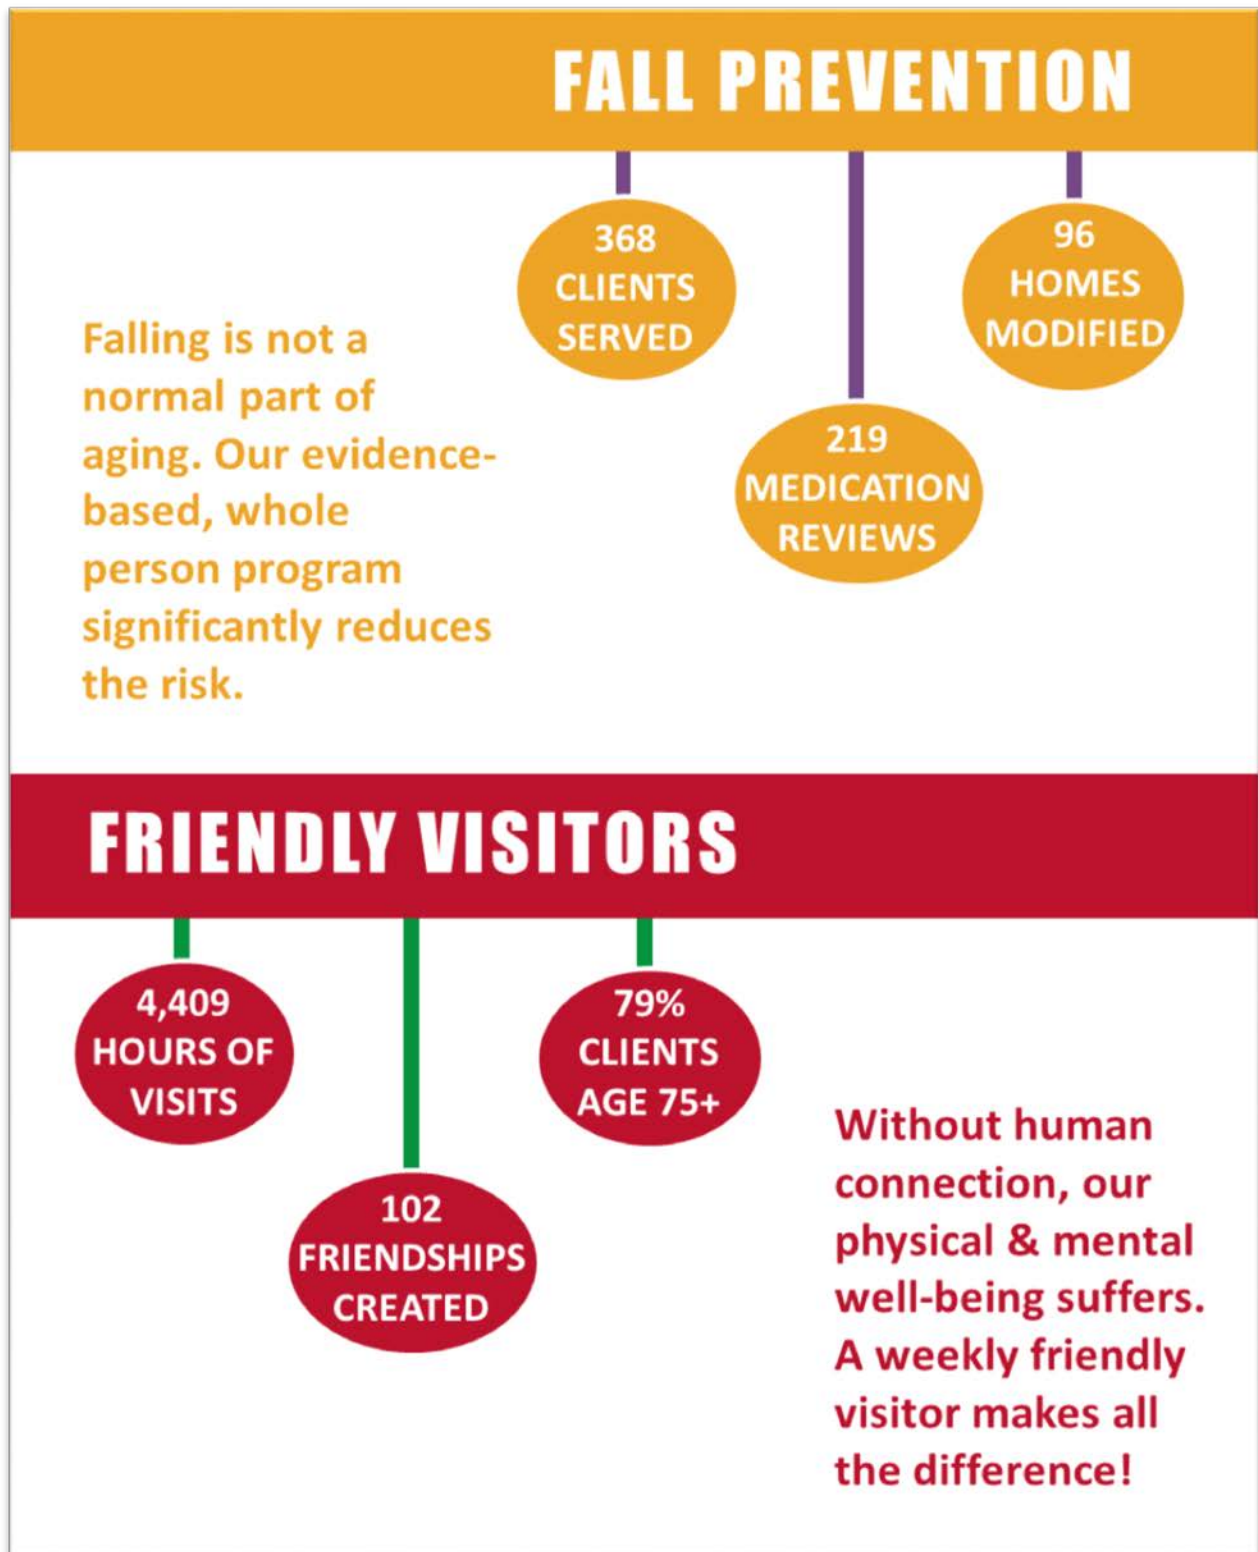 FALL PREVENTION
368
CLIENTS
SERVED
96
HOMES
MODIFIED
219
MEDICATION
REVIEWS
Falling is not a
normal part of
aging. Our evidence-
based, whole
person program
significantly reduces
the risk.
FRIENDLY VISITORS
4,409
HOURS OF
VISITS
102
FRIENDSHIPS
CREATED
79%
CLIENTS
AGE 75+
Without human
connection, our
physical & mental
well-being suffers.
A weekly friendly
visitor makes all
the difference!